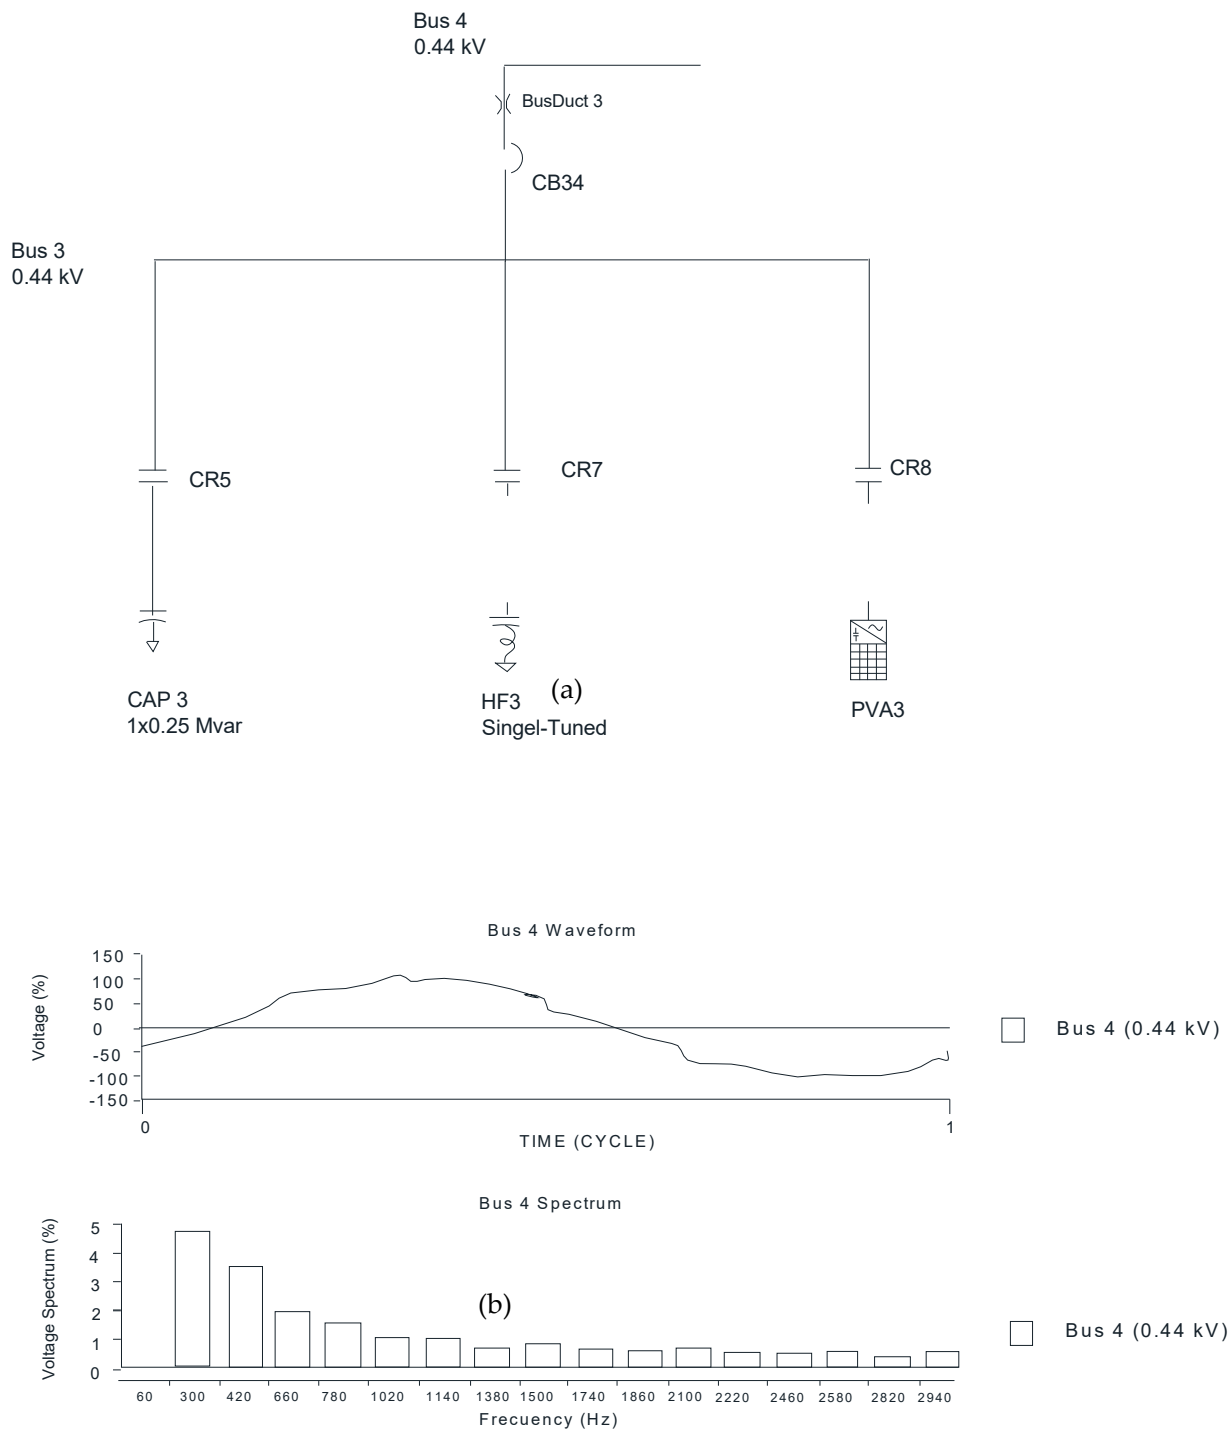 Bus 4
0.44 kV
BusDuct 3
CB34
Bus 3
0.44 kV
CR5
CR7
CR8
CAP 3
1x0.25 Mvar
HF3
Singel-Tuned
(a)
PVA3
Bus 4 Waveform
Voltage (%)
150
100
50
0
-50
-100
-150
0
1
TIME (CYCLE)
Bus 4 (0.44 kV)
Bus 4 Spectrum
Voltage Spectrum (%)
5
4
3
2
1
0
(b)
60 300 420 660 780 1020 1140 1380 1500 1740 1860 2100 2220 2460 2580 2820 2940
Frecuency (Hz)
Bus 4 (0.44 kV)